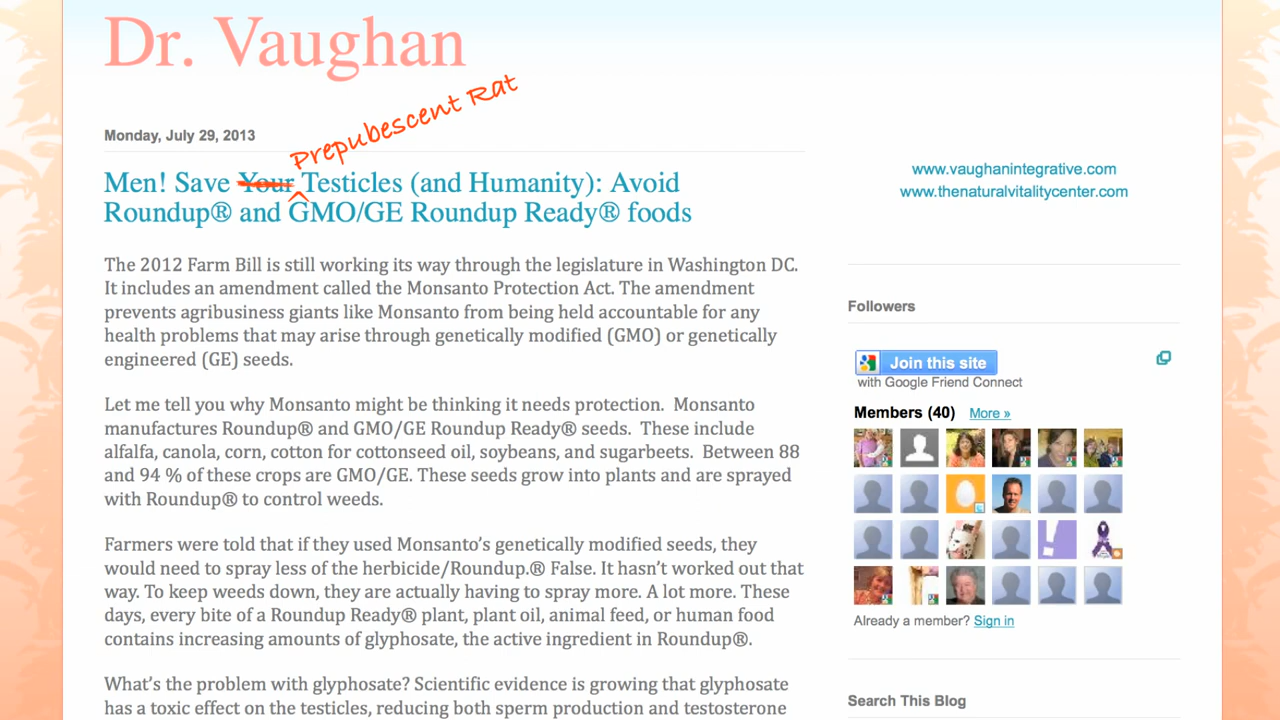 Dr. Vaughan
Prepubescent Rat
Monday, July 29, 2013
Men! Save Your Testicles (and Humanity): Avoid
Roundup® and GMO/GE Roundup Ready® foods
The 2012 Farm Bill is still working its way through the legislature in Washington DC.
It includes an amendment called the Monsanto Protection Act. The amendment
prevents agribusiness giants like Monsanto from being held accountable for any
health problems that may arise through genetically modified (GMO) or genetically
engineered (GE) seeds.
Let me tell you why Monsanto might be thinking it needs protection. Monsanto
manufactures Roundup® and GMO/GE Roundup Ready® seeds. These include
alfalfa, canola, corn, cotton for cottonseed oil, soybeans, and sugarbeets. Between 88
and 94 % of these crops are GMO/GE. These seeds grow into plants and are sprayed
with Roundup® to control weeds.
Farmers were told that if they used Monsanto's genetically modified seeds, they
would need to spray less of the herbicide/Roundup.® False. It hasn't worked out that
way. To keep weeds down, they are actually having to spray more. A lot more. These
days, every bite of a Roundup Ready® plant, plant oil, animal feed, or human food
contains increasing amounts of glyphosate, the active ingredient in Roundup®.
What's the problem with glyphosate? Scientific evidence is growing that glyphosate
has a toxic effect on the testicles, reducing both sperm production and testosterone
www.vaughanintegrative.com
www.thenaturalvitalitycenter.com
Followers
Join this site
with Google Friend Connect
Members (40) More »
Already a member? Sign in
Search This Blog